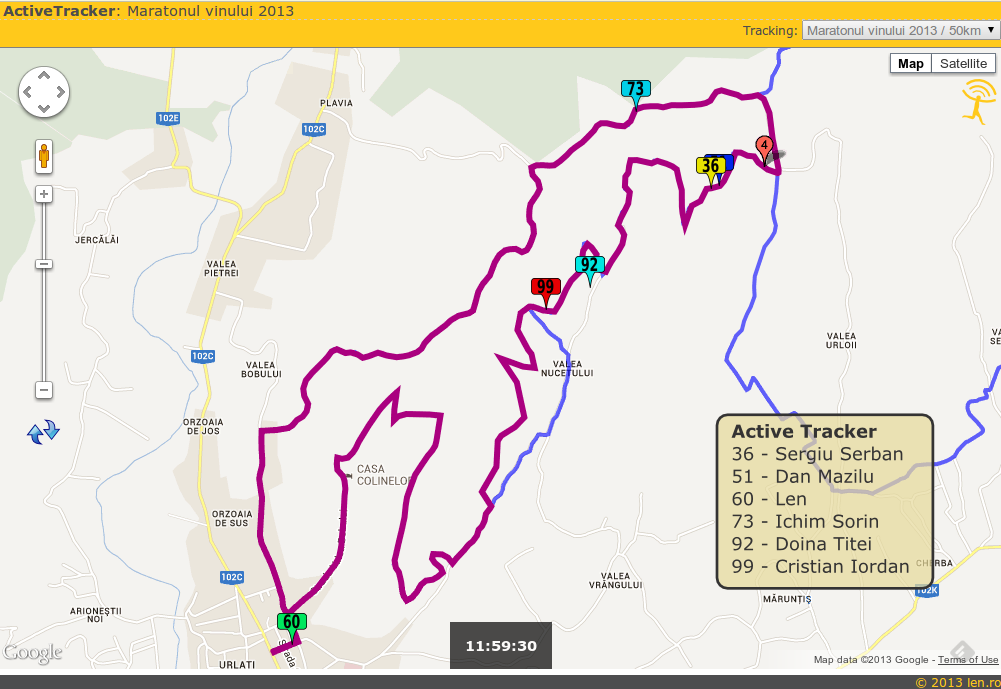 ActiveTracker: Maratonul vinului 2013
Tracking: Maratonul vinului 2013 / 50km ▼
Map Satellite
73
102E
PLAVIA
102C
4
36
JERCĂLĂI
VALEA
PIETREI
92
99
102C
VALEA
BOBULUI
VALEA
NUCETULUI
VALEA
URLOII
VA
SE
ORZOAIA
DE JOS
CASA
COLINELOR
ORZOAIA
DE SUS
Active Tracker
36 - Sergiu Serban
51 - Dan Mazilu
60 - Len
73 - Ichim Sorin
92 - Doina Titei
99 - Cristian Iordan
CHERBA
102C
VALEA
VRÂNGULUI
102K
MĂRUNȚIȘ
ARIONEȘTII
NOI
60
11:59:30
Google
URLATI
Map data ©2013 Google - Terms of Use
© 2013 len.ro